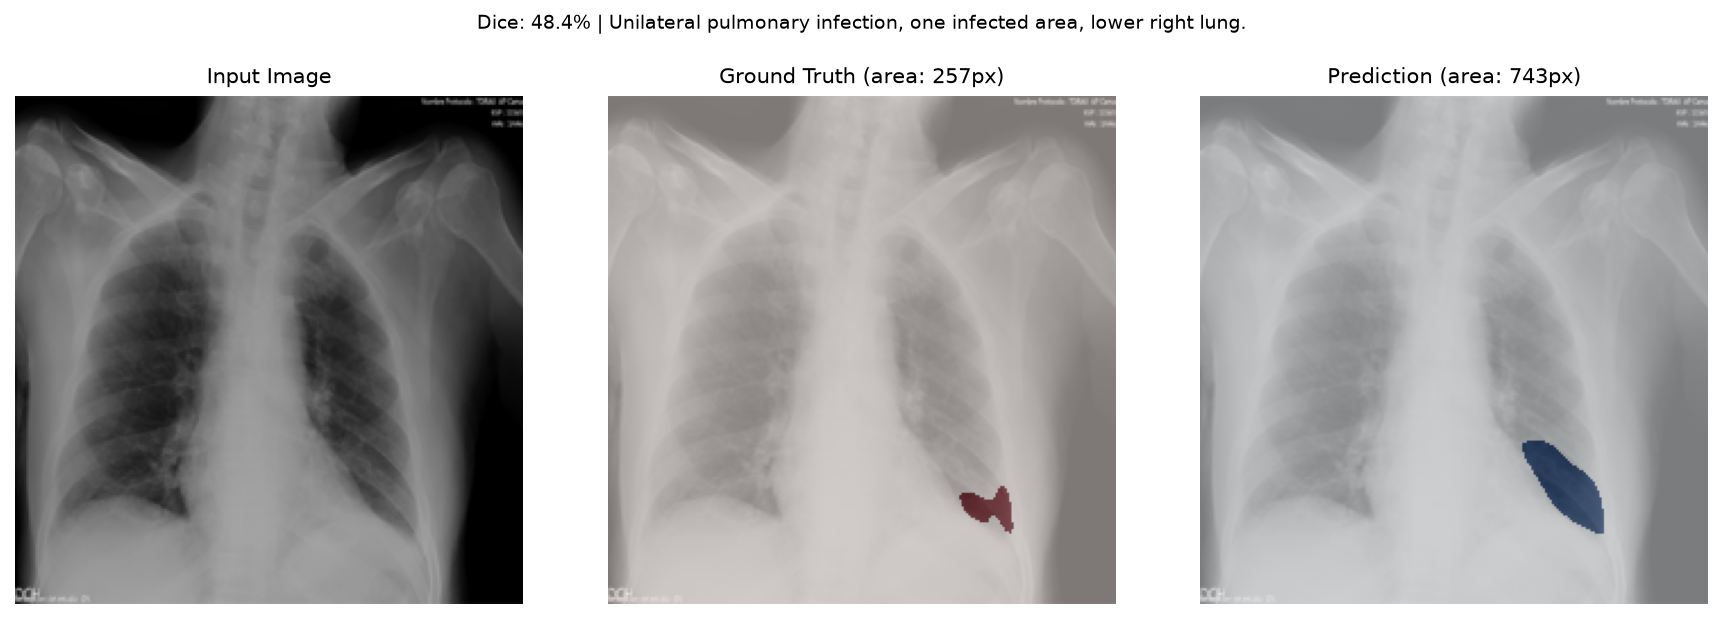 Dice: 48.4% | Unilateral pulmonary infection, one infected area, lower right lung.
Input Image
Ground Truth (area: 257px)
Prediction (area: 743px)